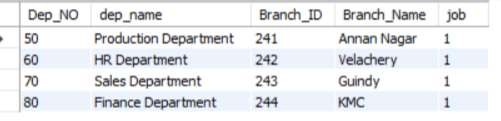 Dep_NO dep_name Branch_ID Branch_Name job
50 Production Department 241 Annan Nagar 1
60 HR Department 242 Velachery 1
70 Sales Department 243 Guindy 1
80 Finance Department 244 KMC 1